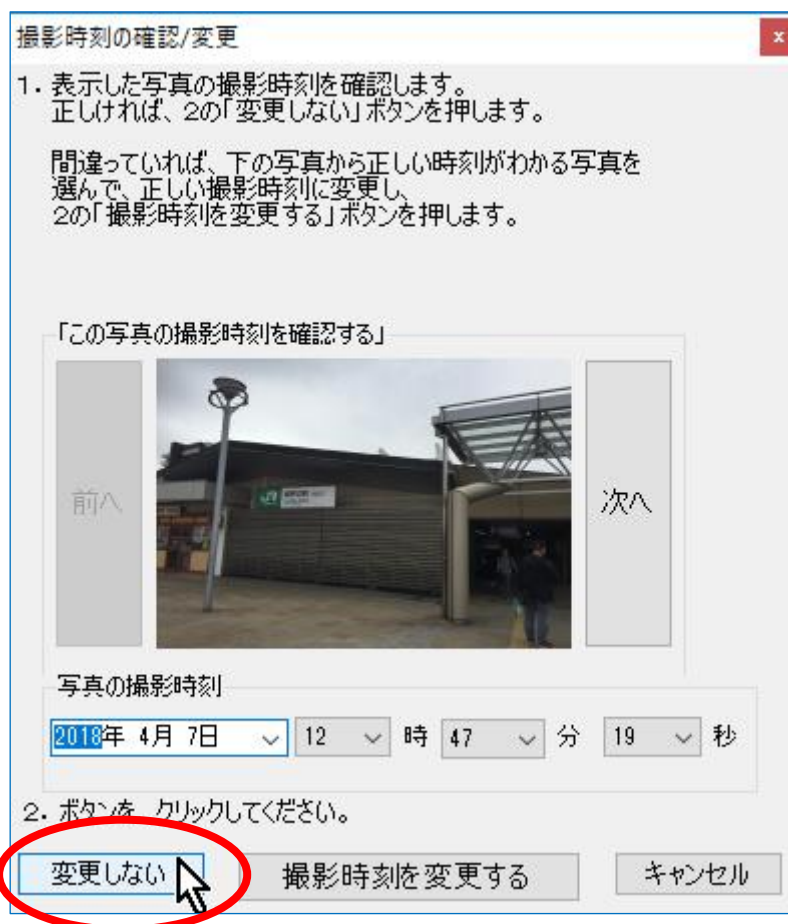 撮影時刻の確認/変更
x
1. 表示した写真の撮影時刻を確認します。
正しければ、2の「変更しない」ボタンを押します。
間違っていれば、下の写真から正しい時刻がわかる写真を
選んで、正しい撮影時刻に変更し、
2の「撮影時刻を変更する」ボタンを押します。
「この写真の撮影時刻を確認する」
前へ
JR
次へ
写真の撮影時刻
2018年 4月 7日 12 時 47 分 19 秒
2. ボタンを クリックしてください。
変更しない 撮影時刻を変更する キャンセル